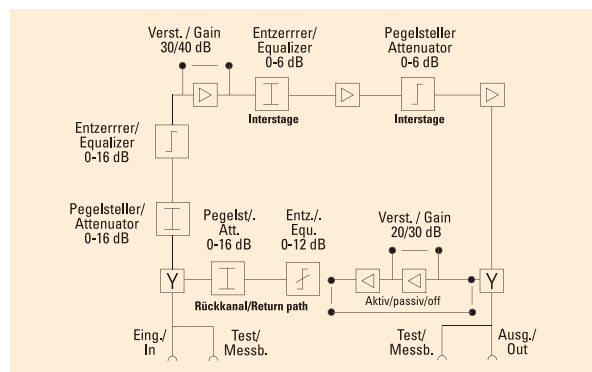 Verst. / Gain
30/40 dB
Entzerrrer/
Equalizer
0-6 dB
Pegelsteller
Attenuator
0-6 dB
Interstage
Interstage
Entzerrrer/
Equalizer
0-16 dB
Pegelsteller/
Attenuator
0-16 dB
Pegelst/.
Att.
0-16 dB
Entz./.
Equ.
0-12 dB
Verst. / Gain
20/30 dB
Y
Y
Rückkanal/Return path
Aktiv/passiv/off
Eing./
In
Test/
Messb.
Test/
Messb.
Ausg./
Out